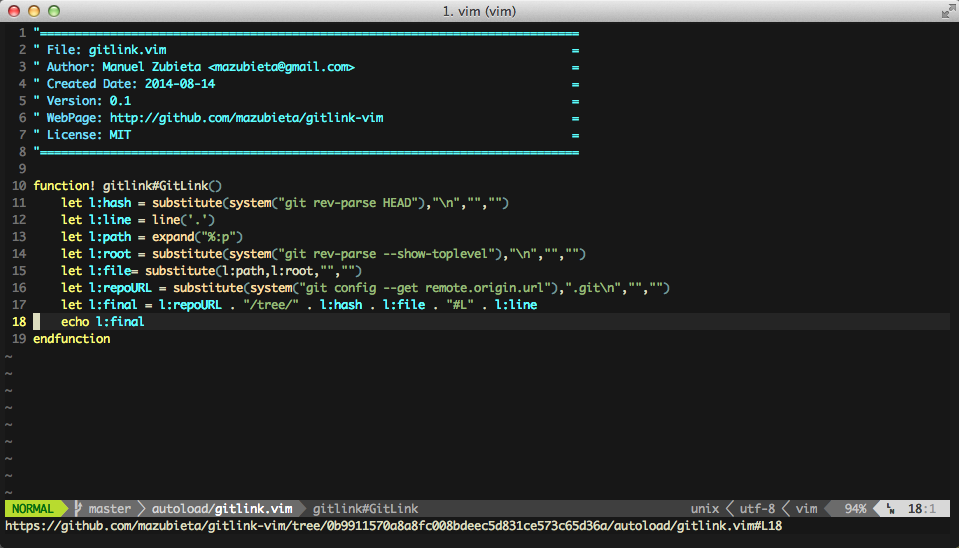 1. vim (vim)
1 "=============================================================================
2 " File: gitlink.vim =
3 " Author: Manuel Zubieta <mazubieta@gmail.com> =
4 " Created Date: 2014-08-14 =
5 " Version: 0.1 =
6 " WebPage: http://github.com/mazubieta/gitlink-vim =
7 " License: MIT =
8 "=============================================================================
9
10 function! gitlink#GitLink()
11 let l:hash = substitute(system("git rev-parse HEAD"),"\n","","")
12 let l:line = line('.')
13 let l:path = expand("%:p")
14 let l:root = substitute(system("git rev-parse --show-toplevel"),"\n","","")
15 let l:file= substitute(l:path,l:root,"","")
16 let l:repoURL = substitute(system("git config --get remote.origin.url"),".git\n","","")
17 let l:final = l:repoURL . "/tree/" . l:hash . l:file . "#L" . l:line
18 echo l:final
19 endfunction
~
~
~
~
~
~
~
~
~
NORMAL master autoload/gitlink.vim gitlink#GitLink unix utf-8 vim 94% LN 18:1
https://github.com/mazubieta/gitlink-vim/tree/0b9911570a8a8fc008bdeec5d831ce573c65d36a/autoload/gitlink.vim#L18